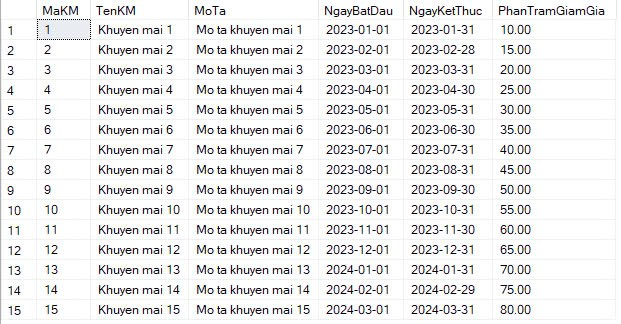 MaKM TenKM MoTa NgayBatDau NgayKetThuc PhanTramGiamGia
1 1 Khuyen mai 1 Mo ta khuyen mai 1 2023-01-01 2023-01-31 10.00
2 2 Khuyen mai 2 Mo ta khuyen mai 2 2023-02-01 2023-02-28 15.00
3 3 Khuyen mai 3 Mo ta khuyen mai 3 2023-03-01 2023-03-31 20.00
4 4 Khuyen mai 4 Mo ta khuyen mai 4 2023-04-01 2023-04-30 25.00
5 5 Khuyen mai 5 Mo ta khuyen mai 5 2023-05-01 2023-05-31 30.00
6 6 Khuyen mai 6 Mo ta khuyen mai 6 2023-06-01 2023-06-30 35.00
7 7 Khuyen mai 7 Mo ta khuyen mai 7 2023-07-01 2023-07-31 40.00
8 8 Khuyen mai 8 Mo ta khuyen mai 8 2023-08-01 2023-08-31 45.00
9 9 Khuyen mai 9 Mo ta khuyen mai 9 2023-09-01 2023-09-30 50.00
10 10 Khuyen mai 10 Mo ta khuyen mai 10 2023-10-01 2023-10-31 55.00
11 11 Khuyen mai 11 Mo ta khuyen mai 11 2023-11-01 2023-11-30 60.00
12 12 Khuyen mai 12 Mo ta khuyen mai 12 2023-12-01 2023-12-31 65.00
13 13 Khuyen mai 13 Mo ta khuyen mai 13 2024-01-01 2024-01-31 70.00
14 14 Khuyen mai 14 Mo ta khuyen mai 14 2024-02-01 2024-02-29 75.00
15 15 Khuyen mai 15 Mo ta khuyen mai 15 2024-03-01 2024-03-31 80.00